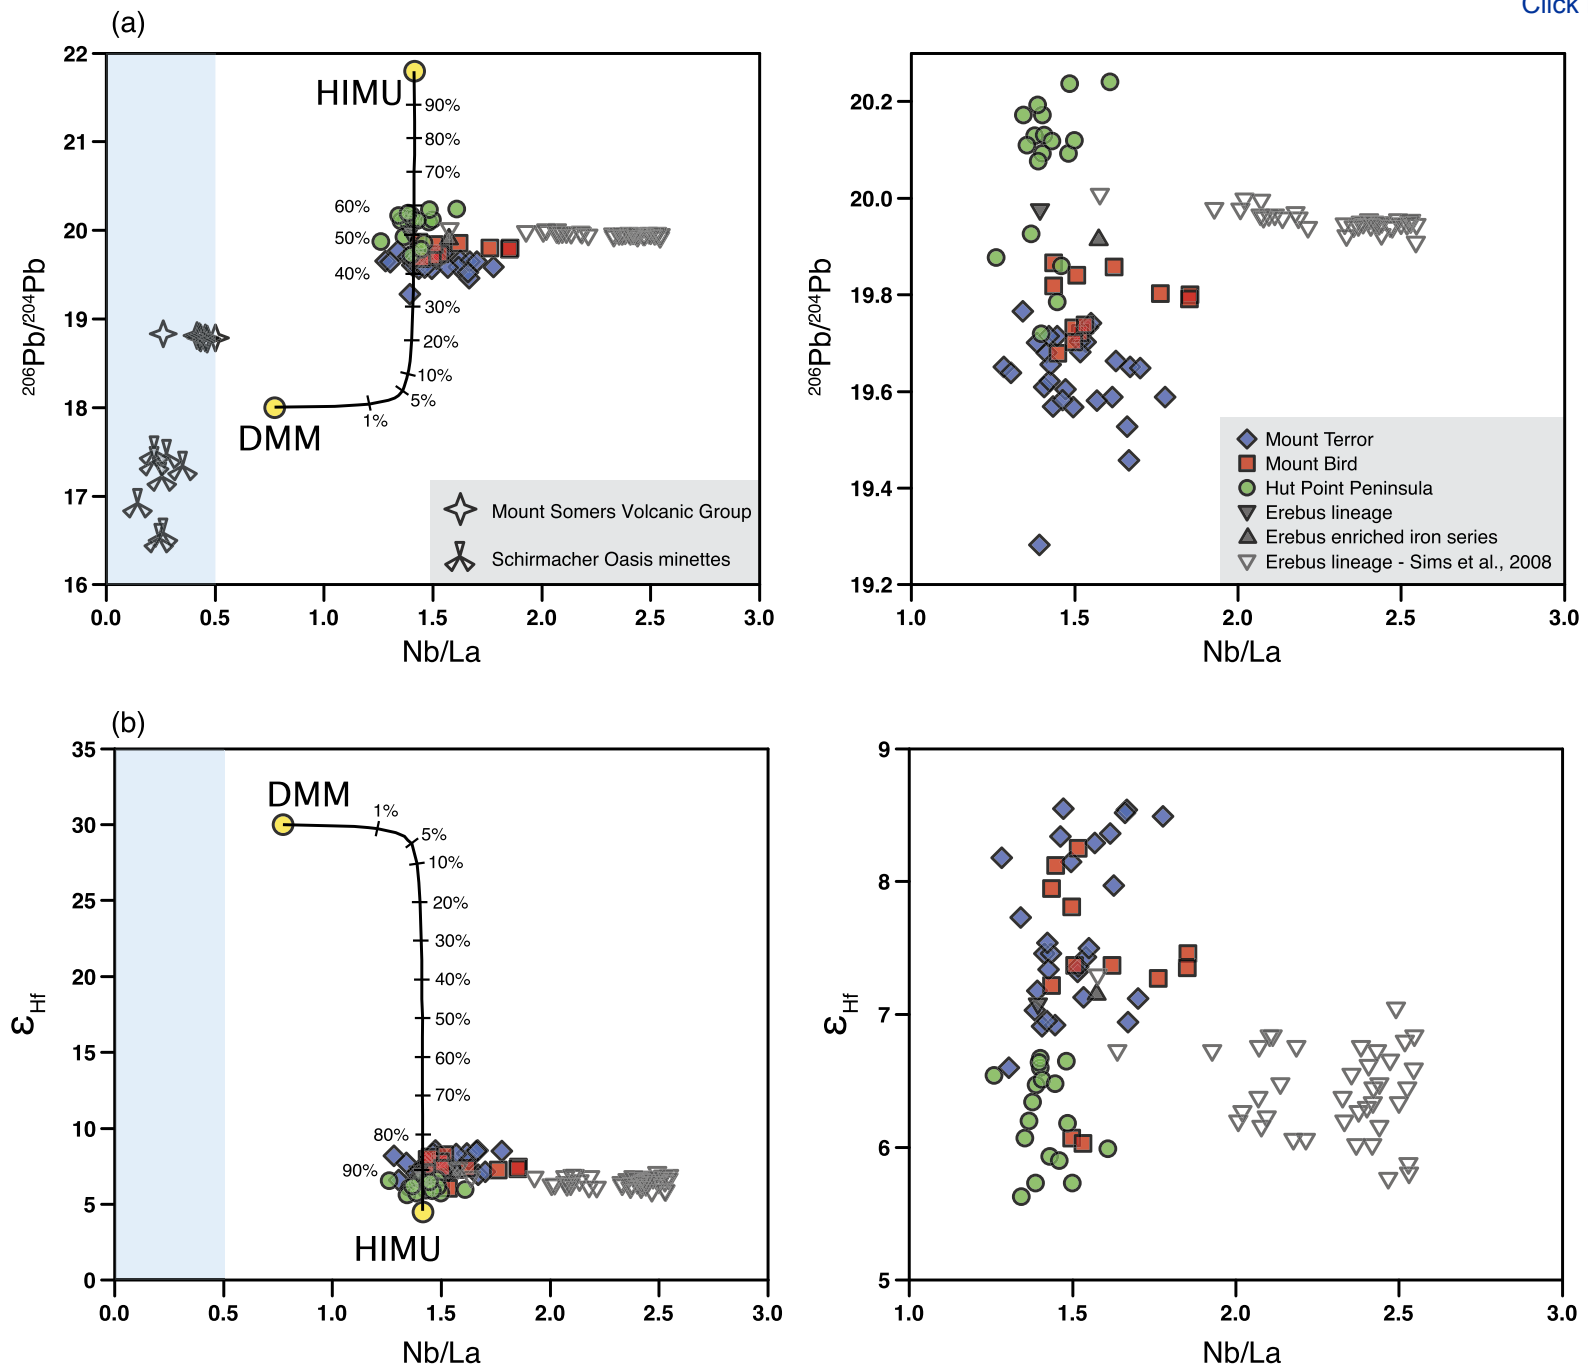 Click
(a)
22
21
20
19
18
17
16
206Pb/204Pb
HIMU
90%
80%
70%
60%
50%
40%
30%
20%
10%
5%
1%
DMM
Mount Somers Volcanic Group
Schirmacher Oasis minettes
0.0 0.5 1.0 1.5 2.0 2.5 3.0
Nb/La
20.2
20.0
19.8
19.6
19.4
19.2
206Pb/204Pb
Mount Terror
Mount Bird
Hut Point Peninsula
Erebus lineage
Erebus enriched iron series
Erebus lineage - Sims et al., 2008
1.0 1.5 2.0 2.5 3.0
Nb/La
(b)
35
30
25
20
15
10
5
0
εHf
DMM
1%
5%
10%
20%
30%
40%
50%
60%
70%
80%
90%
HIMU
0.0 0.5 1.0 1.5 2.0 2.5 3.0
Nb/La
9
8
7
6
5
εHf
1.0 1.5 2.0 2.5 3.0
Nb/La